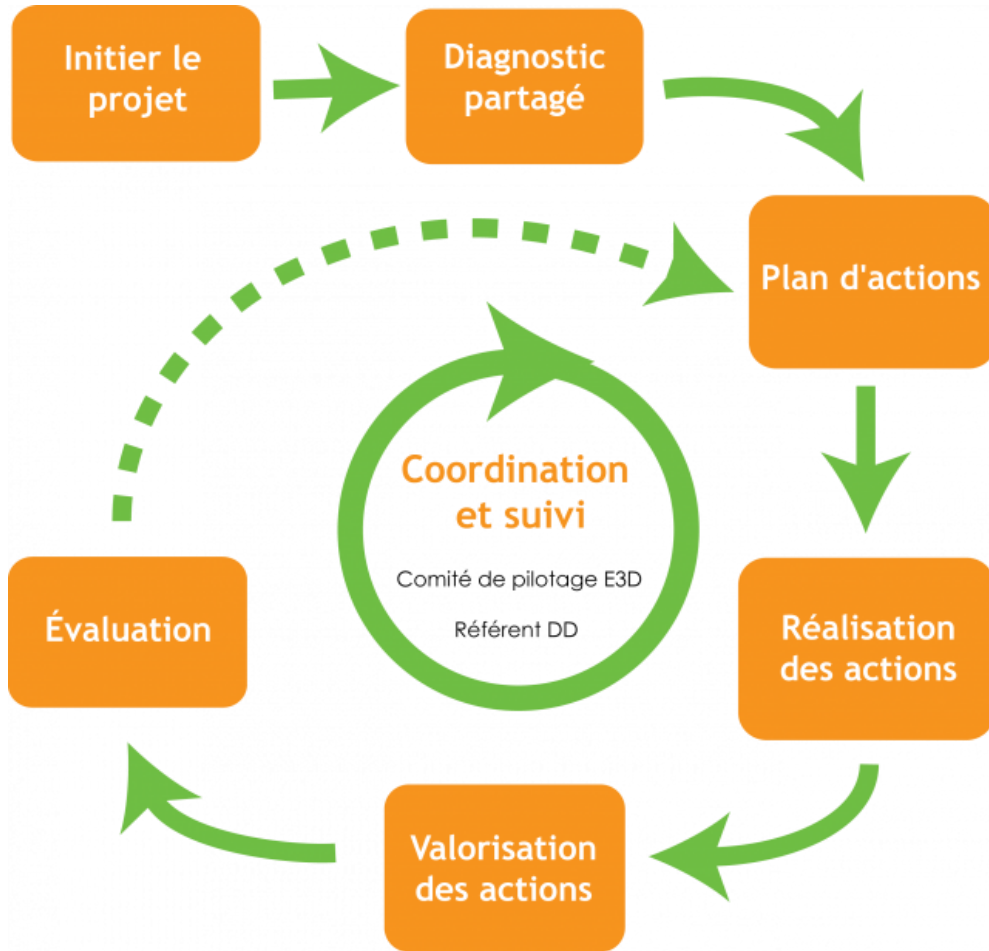 Initier le
projet
Diagnostic
partagé
Plan d'actions
Coordination
et suivi
Comité de pilotage E3D
Référent DD
Réalisation
des actions
Valorisation
des actions
Évaluation